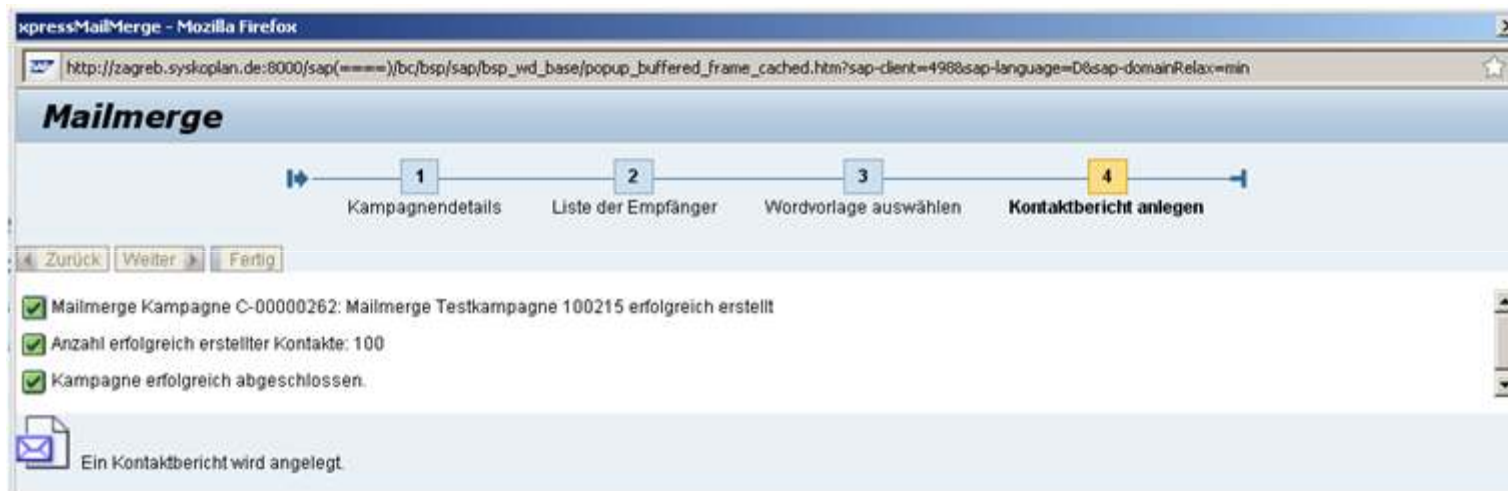 xpressMailMerge - Mozilla Firefox
SAP http://zagreb.syskoplan.de:8000/sap(====)/bc/bsp/sap/bsp_wd_base/popup_buffered_frame_cached.htm?sap-client=498&sap-language=D&sap-domainRelax=min
Mailmerge
1 2 3 4
Kampagnendetails Liste der Empfänger Wordvorlage auswählen Kontaktbericht anlegen
Zurück Weiter Fertig
Mailmerge Kampagne C-00000262: Mailmerge Testkampagne 100215 erfolgreich erstellt
Anzahl erfolgreich erstellter Kontakte: 100
Kampagne erfolgreich abgeschlossen.
Ein Kontaktbericht wird angelegt.